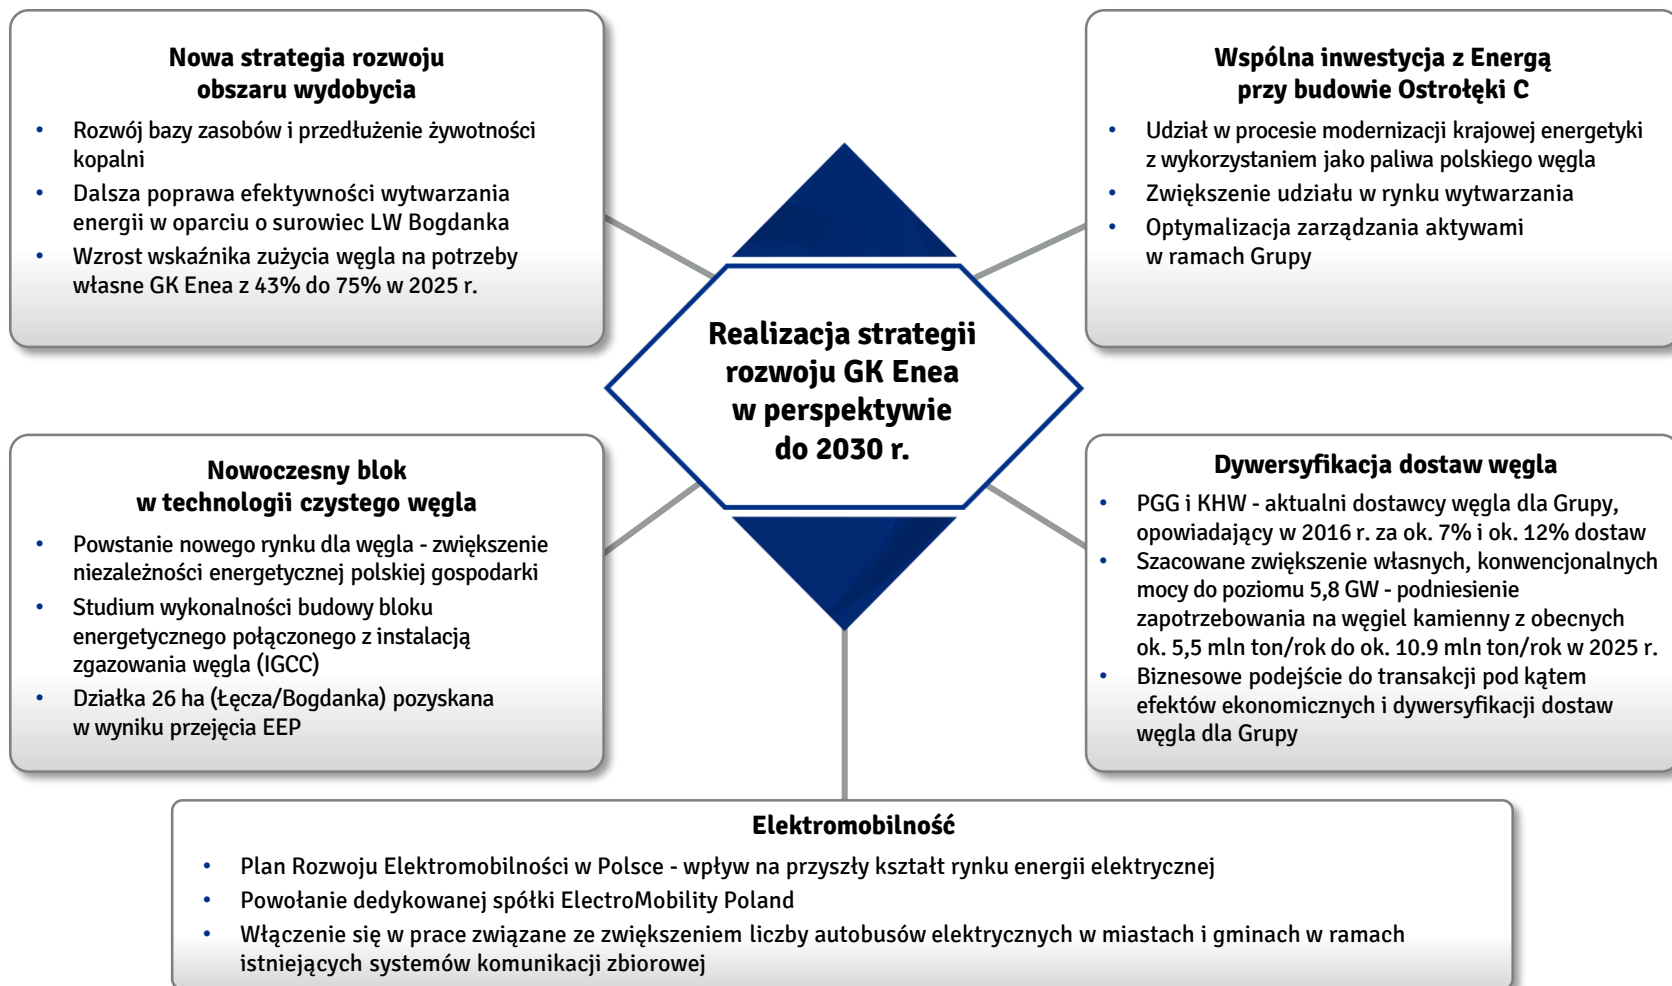 Nowa strategia rozwoju
obszaru wydobycia
• Rozwój bazy zasobów i przedłużenie żywotności
kopalni
• Dalsza poprawa efektywności wytwarzania
energii w oparciu o surowiec LW Bogdanka
• Wzrost wskaźnika zużycia węgla na potrzeby
własne GK Enea z 43% do 75% w 2025 r.
Wspólna inwestycja z Energą
przy budowie Ostrołęki C
• Udział w procesie modernizacji krajowej energetyki
z wykorzystaniem jako paliwa polskiego węgla
• Zwiększenie udziału w rynku wytwarzania
• Optymalizacja zarządzania aktywami
w ramach Grupy
Realizacja strategii
rozwoju GK Enea
w perspektywie
do 2030 r.
Nowoczesny blok
w technologii czystego węgla
• Powstanie nowego rynku dla węgla - zwiększenie
niezależności energetycznej polskiej gospodarki
• Studium wykonalności budowy bloku
energetycznego połączonego z instalacją
zgazowania węgla (IGCC)
• Działka 26 ha (Łęcza/Bogdanka) pozyskana
w wyniku przejęcia EEP
Dywersyfikacja dostaw węgla
• PGG i KHW - aktualni dostawcy węgla dla Grupy,
opowiadający w 2016 r. za ok. 7% i ok. 12% dostaw
• Szacowane zwiększenie własnych, konwencjonalnych
mocy do poziomu 5,8 GW - podniesienie
zapotrzebowania na węgiel kamienny z obecnych
ok. 5,5 mln ton/rok do ok. 10.9 mln ton/rok w 2025 r.
• Biznesowe podejście do transakcji pod kątem
efektów ekonomicznych i dywersyfikacji dostaw
węgla dla Grupy
Elektromobilność
• Plan Rozwoju Elektromobilności w Polsce - wpływ na przyszły kształt rynku energii elektrycznej
• Powołanie dedykowanej spółki ElectroMobility Poland
• Włączenie się w prace związane ze zwiększeniem liczby autobusów elektrycznych w miastach i gminach w ramach
istniejących systemów komunikacji zbiorowej